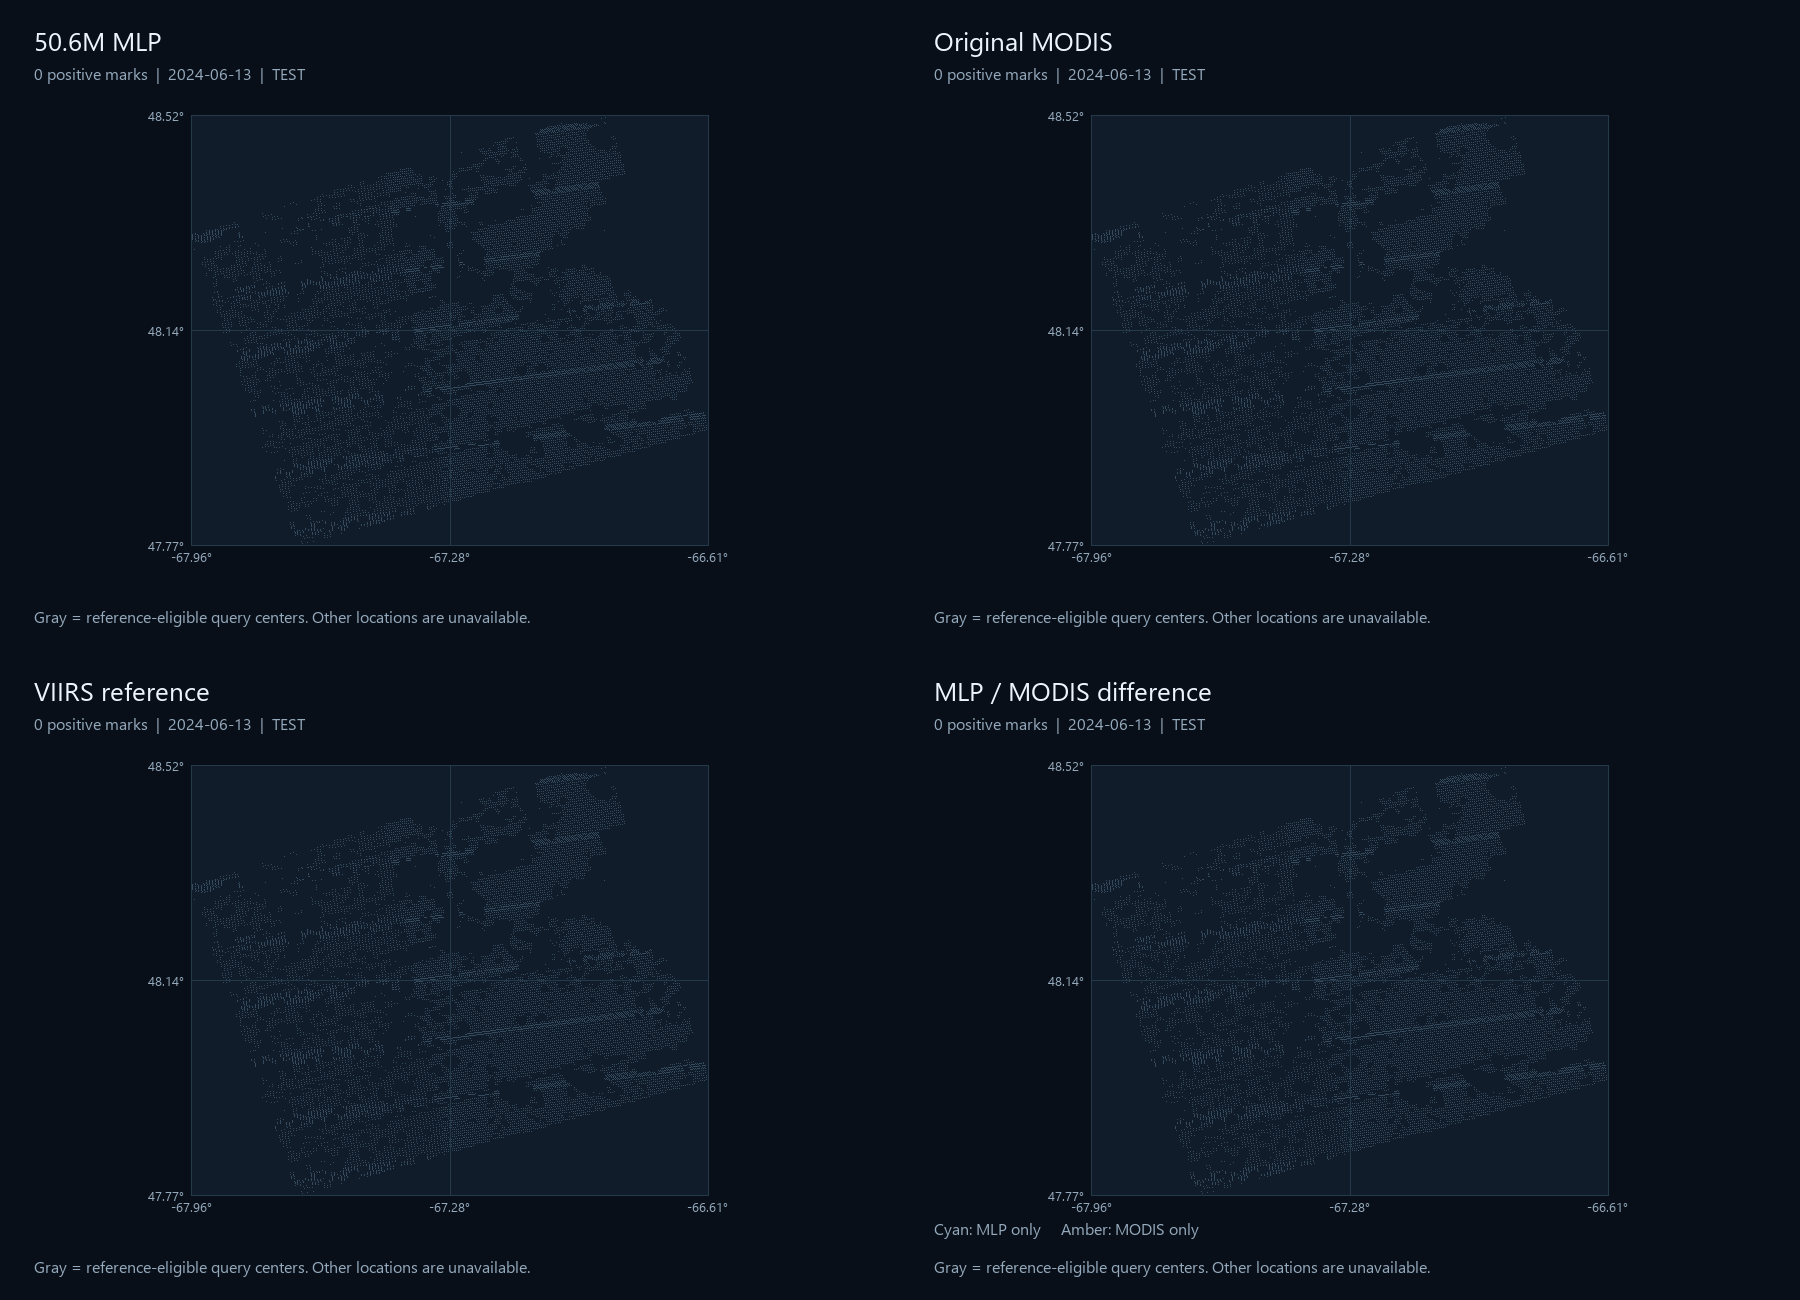 50.6M MLP
0 positive marks | 2024-06-13 | TEST
48.52°
48.14°
47.77°
-67.96°
-67.28°
-66.61°
Gray = reference-eligible query centers. Other locations are unavailable.
Original MODIS
0 positive marks | 2024-06-13 | TEST
48.52°
48.14°
47.77°
-67.96°
-67.28°
-66.61°
Gray = reference-eligible query centers. Other locations are unavailable.
VIIRS reference
0 positive marks | 2024-06-13 | TEST
48.52°
48.14°
47.77°
-67.96°
-67.28°
-66.61°
Gray = reference-eligible query centers. Other locations are unavailable.
MLP / MODIS difference
0 positive marks | 2024-06-13 | TEST
48.52°
48.14°
47.77°
-67.96°
-67.28°
-66.61°
Cyan: MLP only Amber: MODIS only
Gray = reference-eligible query centers. Other locations are unavailable.